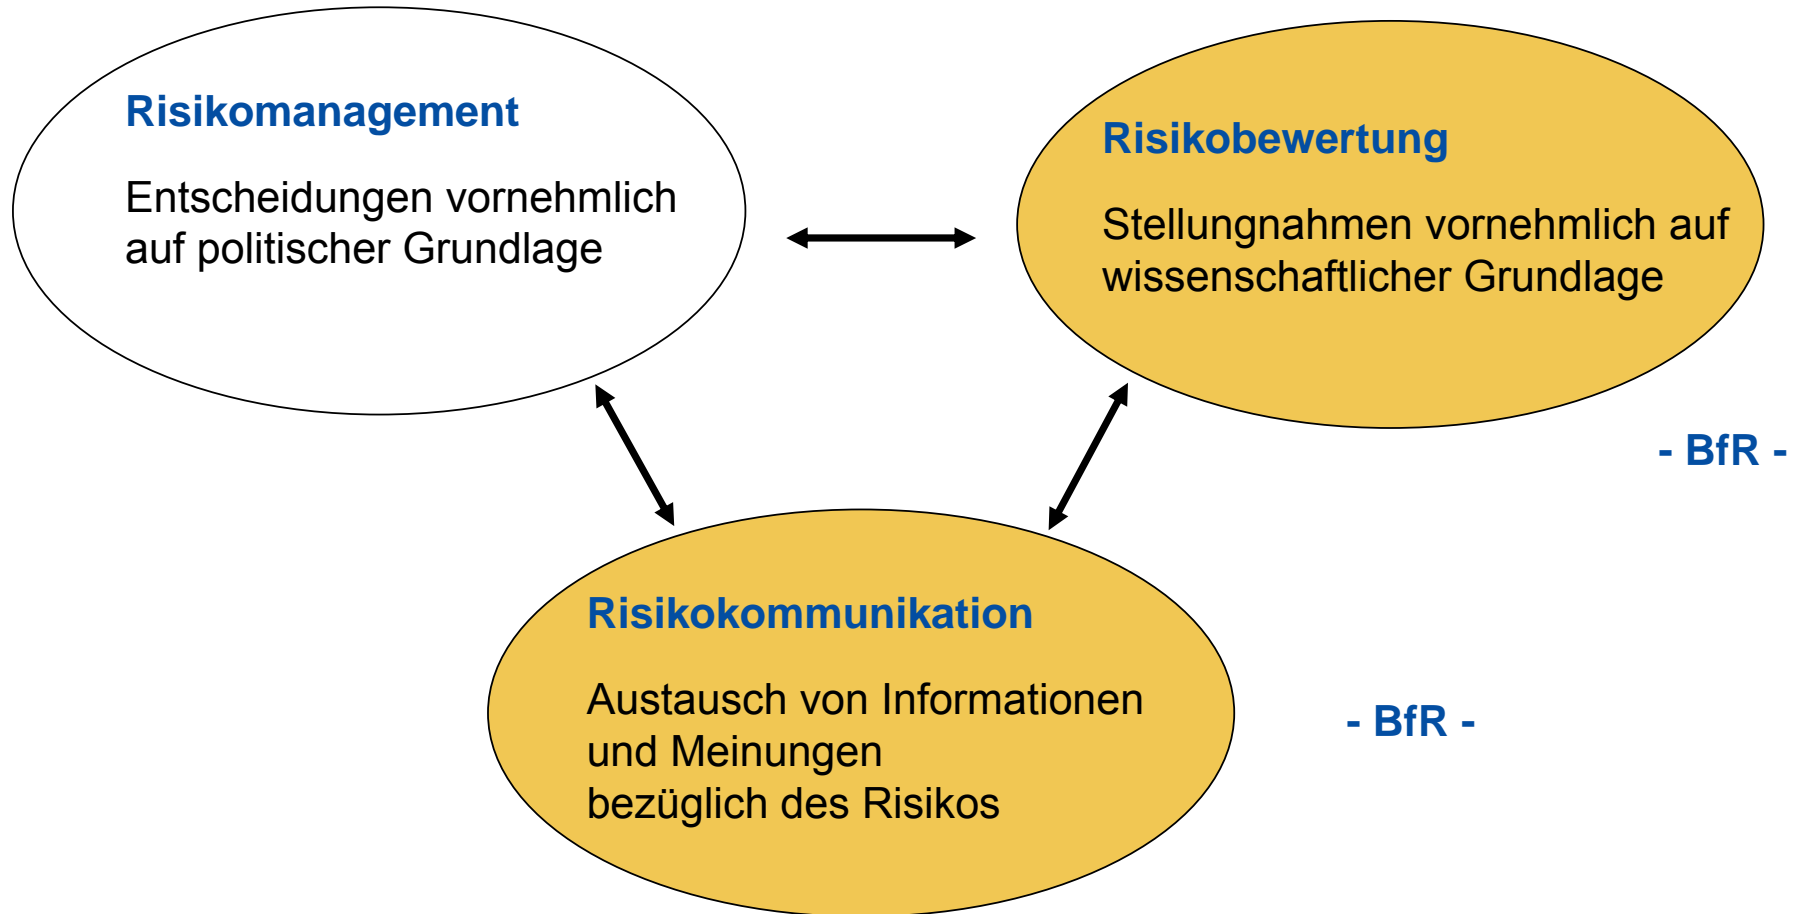 Risikomanagement
Entscheidungen vornehmlich
auf politischer Grundlage
Risikobewertung
Stellungnahmen vornehmlich auf
wissenschaftlicher Grundlage
- BfR -
Risikokommunikation
Austausch von Informationen
und Meinungen
bezüglich des Risikos
- BfR -